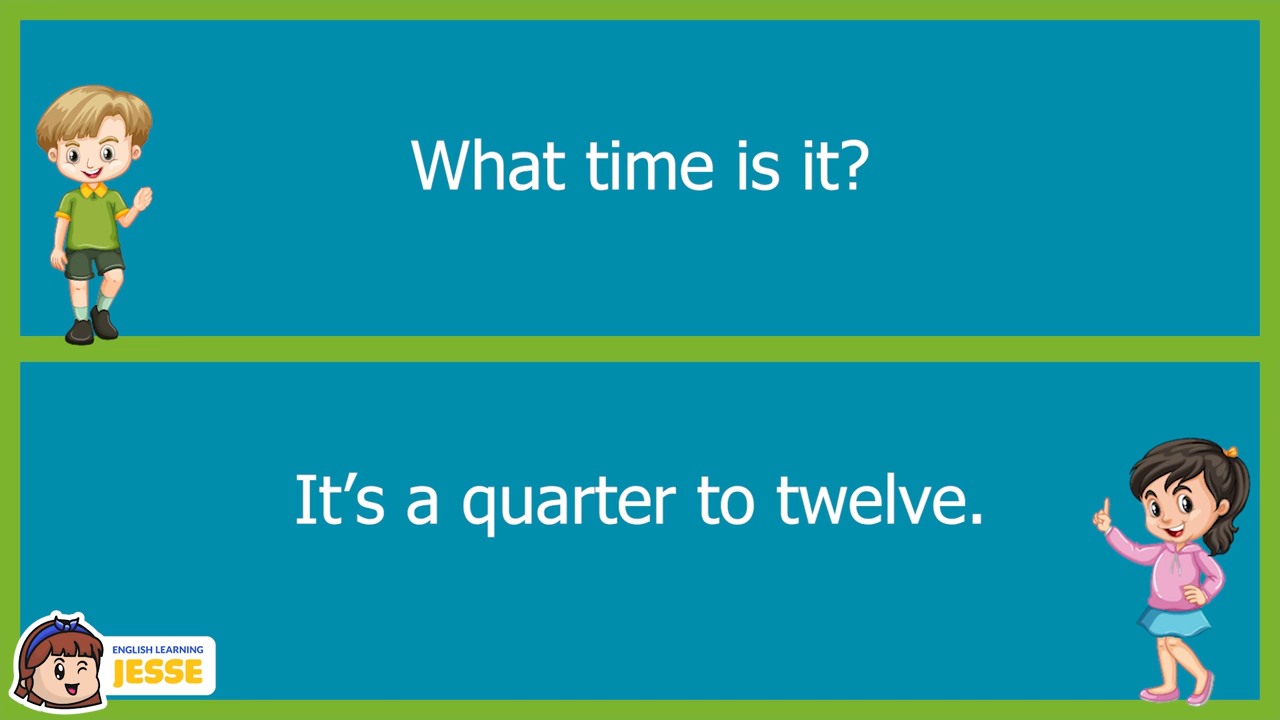 What time is it?
It’s a quarter to twelve.
ENGLISH LEARNING
JESSE